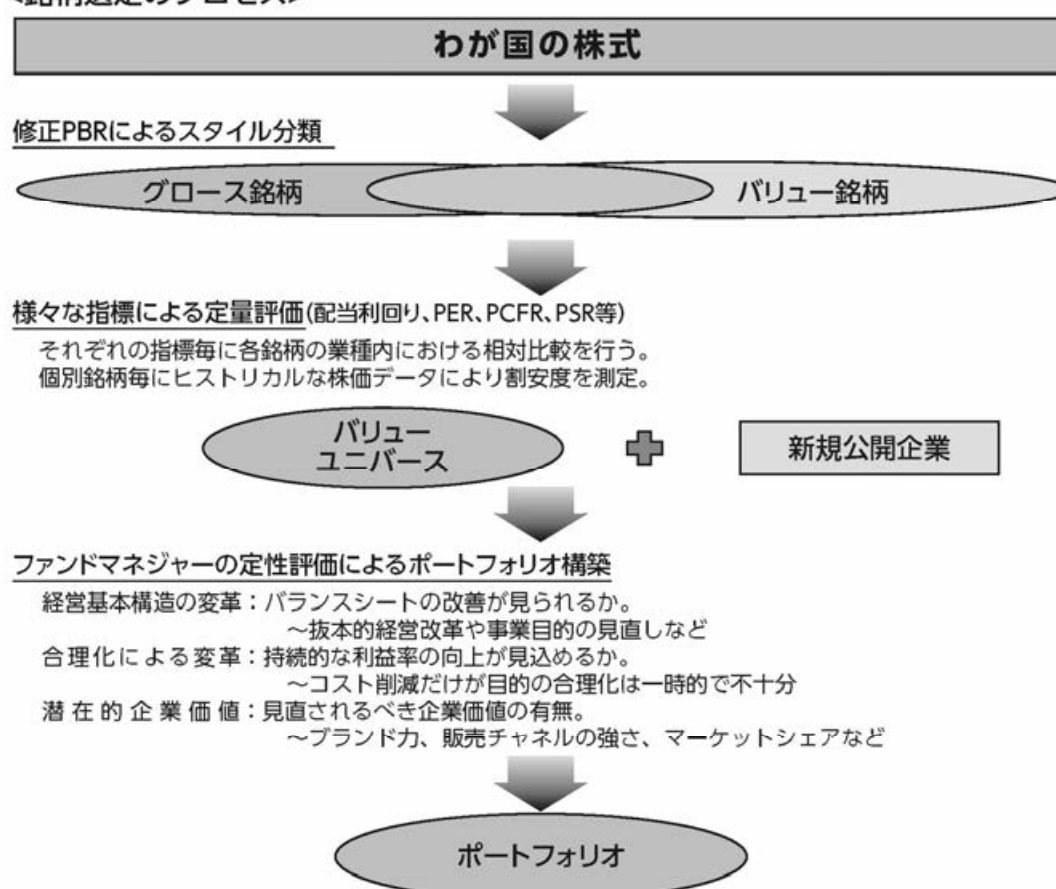 わが国の株式
修正PBRによるスタイル分類
グロース銘柄
バリュー銘柄
様々な指標による定量評価(配当利回り、PER、PCFR、PSR等)
それぞれの指標毎に各銘柄の業種内における相対比較を行う。
個別銘柄毎にヒストリカルな株価データにより割安度を測定。
バリュー
ユニバース
新規公開企業
ファンドマネジャーの定性評価によるポートフォリオ構築
経営基本構造の変革：バランスシートの改善が見られるか。
～抜本的経営改革や事業目的の見直しなど
合理化による変革：持続的な利益率の向上が見込めるか。
～コスト削減だけが目的の合理化は一時的で不十分
潜在的企業価値：見直されるべき企業価値の有無。
～ブランド力、販売チャネルの強さ、マーケットシェアなど
ポートフォリオ